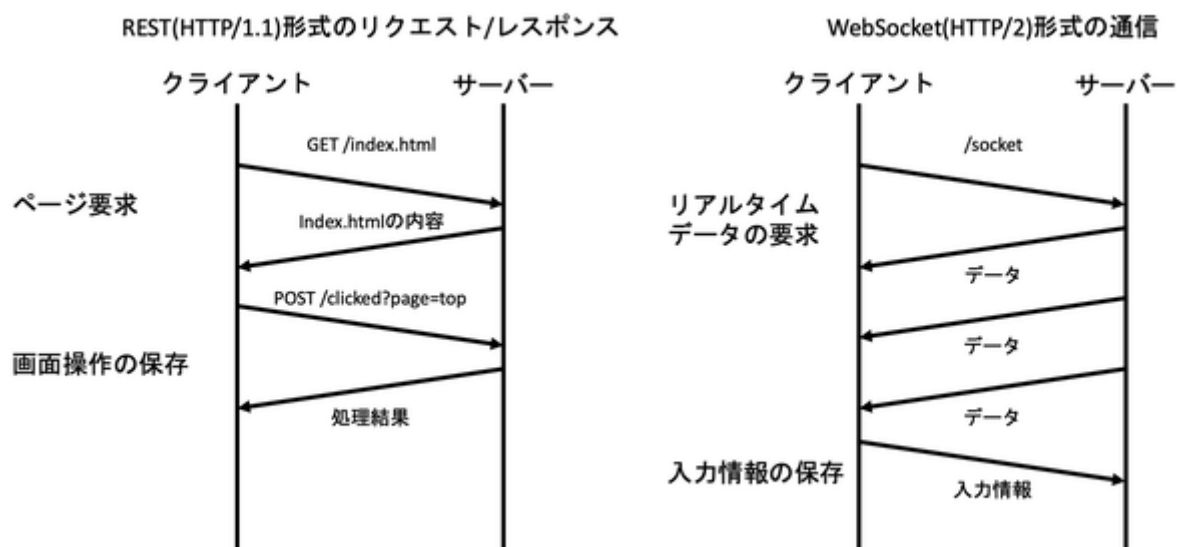 REST(HTTP/1.1)形式のリクエスト/レスポンス
クライアント
サーバー
GET /index.html
ページ要求
Index.htmlの内容
POST /clicked?page=top
画面操作の保存
処理結果
WebSocket(HTTP/2)形式の通信
クライアント
サーバー
/socket
リアルタイム
データの要求
データ
データ
データ
入力情報の保存
入力情報